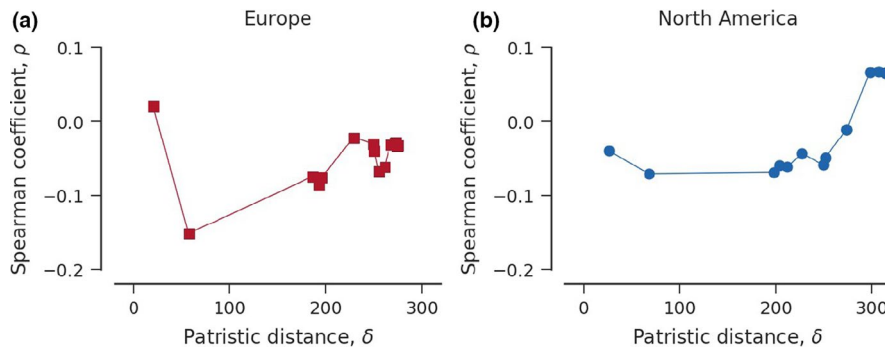 (a)
Europe
Spearman coefficient, ρ
0.1
0.0
−0.1
−0.2
0
100
200
300
Patristic distance, δ
(b)
North America
Spearman coefficient, ρ
0.1
0.0
−0.1
−0.2
0
100
200
300
Patristic distance, δ